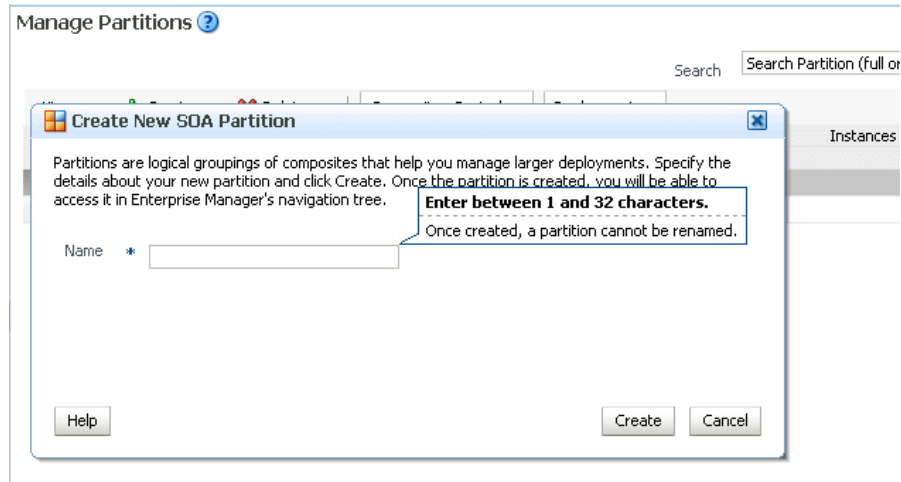 Manage Partitions
Search
Search Partition (full or
Create New SOA Partition
Instances
Partitions are logical groupings of composites that help you manage larger deployments. Specify the
details about your new partition and click Create. Once the partition is created, you will be able to
access it in Enterprise Manager's navigation tree.
Enter between 1 and 32 characters.
Once created, a partition cannot be renamed.
Name *
Help
Create
Cancel